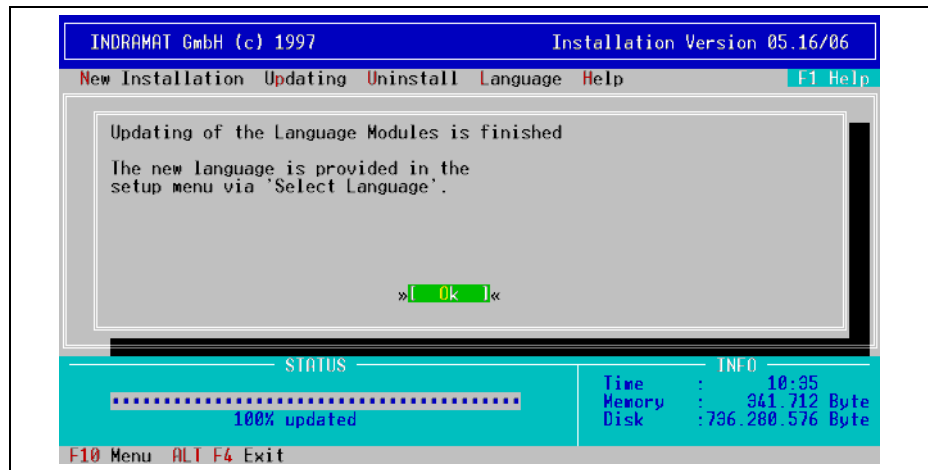 INDRAMAT GmbH (c) 1997 Installation Version 05.16/06
New Installation Updating Uninstall Language Help F1 Help
Updating of the Language Modules is finished
The new language is provided in the
setup menu via 'Select Language'.
»[ Ok ]«
STATUS
100% updated
INFO
Time : 10:35
Memory : 341.712 Byte
Disk :736.280.576 Byte
F10 Menu ALT F4 Exit